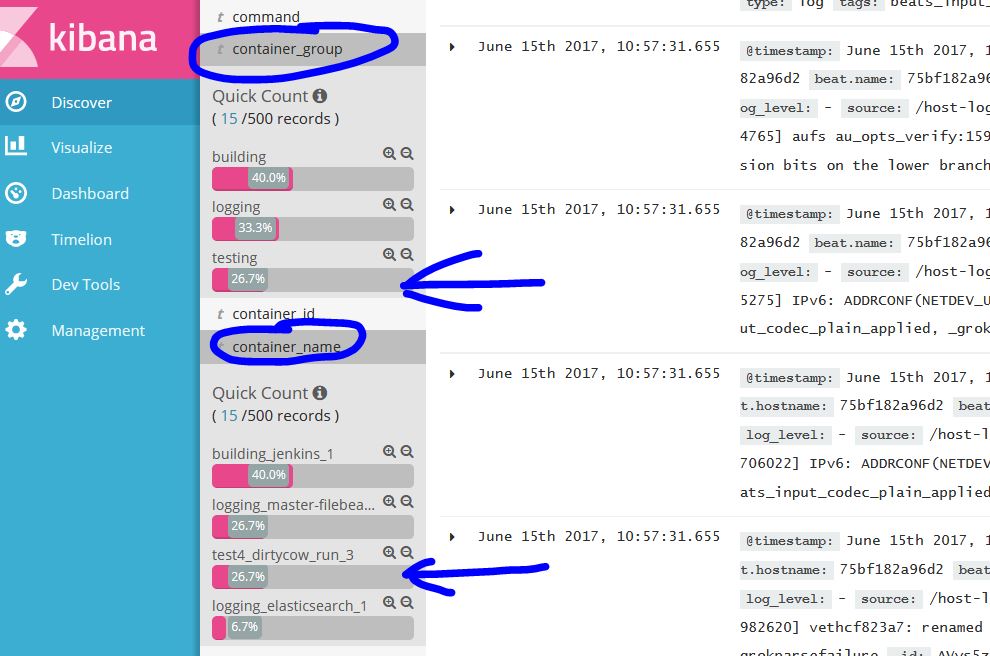 kibana
Discover
Visualize
Dashboard
Timelion
Dev Tools
Management
t command
t container_group
Quick Count
( 15 /500 records )
building
40.0%
logging
33.3%
testing
26.7%
t container_id
t container_name
Quick Count
( 15 /500 records )
building_jenkins_1
40.0%
logging_master-filebea...
26.7%
test4_dirtycow_run_3
26.7%
logging_elasticsearch_1
6.7%
type: log tags: beats_input_
June 15th 2017, 10:57:31.655
@timestamp: June 15th 2017, 1
82a96d2 beat.name: 75bf182a96
og_level: - source: /host-log
4765] aufs au_opts_verify:159
sion bits on the lower branch
June 15th 2017, 10:57:31.655
@timestamp: June 15th 2017, 1
82a96d2 beat.name: 75bf182a96
og_level: - source: /host-log
5275] IPv6: ADDRCONF(NETDEV_U
ut_codec_plain_applied, _grok
June 15th 2017, 10:57:31.655
@timestamp: June 15th 2017, 1
t.hostname: 75bf182a96d2 beat
log_level: - source: /host-l
706022] IPv6: ADDRCONF(NETDEV
ats_input_codec_plain_applied
June 15th 2017, 10:57:31.655
@timestamp: June 15th 2017, 1
t.hostname: 75bf182a96d2 beat
log_level: - source: /host-l
982620] vethcf823a7: renamed